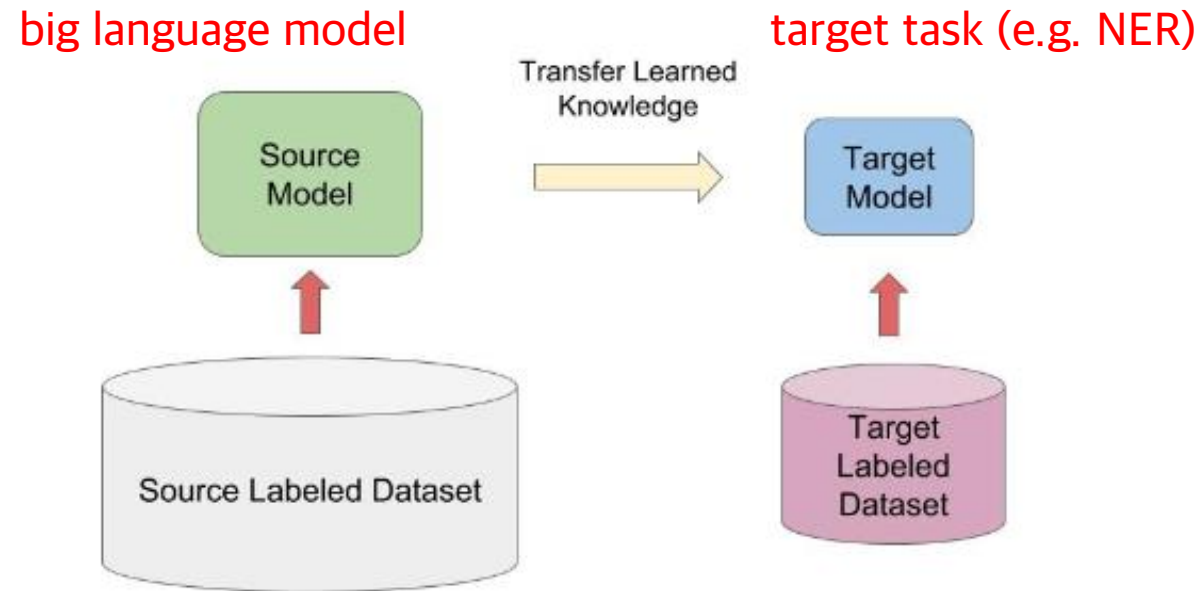 big language model
target task (e.g. NER)
Transfer Learned
Knowledge
Source
Model
Target
Model
Source Labeled Dataset
Target
Labeled
Dataset